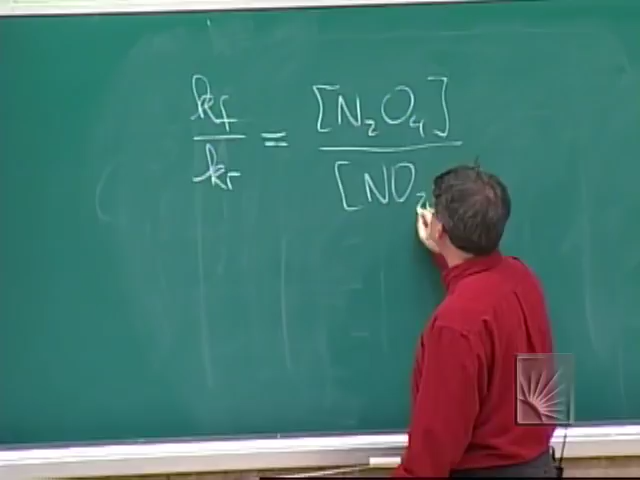 kf = [N₂O₄]
kr [NO₂